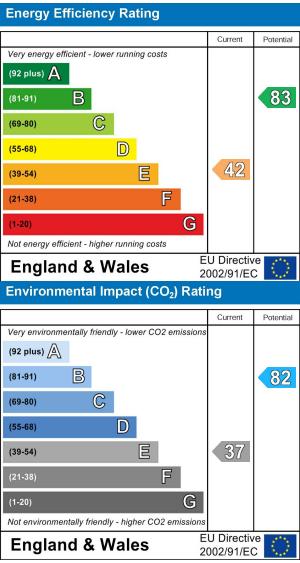 Energy Efficiency Rating
Current Potential
Very energy efficient - lower running costs
(92 plus) A
(81-91) B
83
(69-80) C
(55-68) D
(39-54) E
42
(21-38) F
(1-20) G
Not energy efficient - higher running costs
England & Wales
EU Directive
2002/91/EC
Environmental Impact (CO₂) Rating
Current Potential
Very environmentally friendly - lower CO2 emissions
(92 plus) A
(81-91) B
82
(69-80) C
(55-68) D
(39-54) E
37
(21-38) F
(1-20) G
Not environmentally friendly - higher CO2 emissions
England & Wales
EU Directive
2002/91/EC